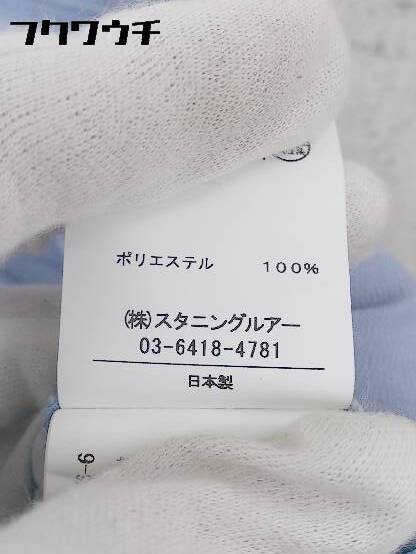 フクワウチ
ポリエステル 100%
(株)スタニングルアー
03-6418-4781
日本製